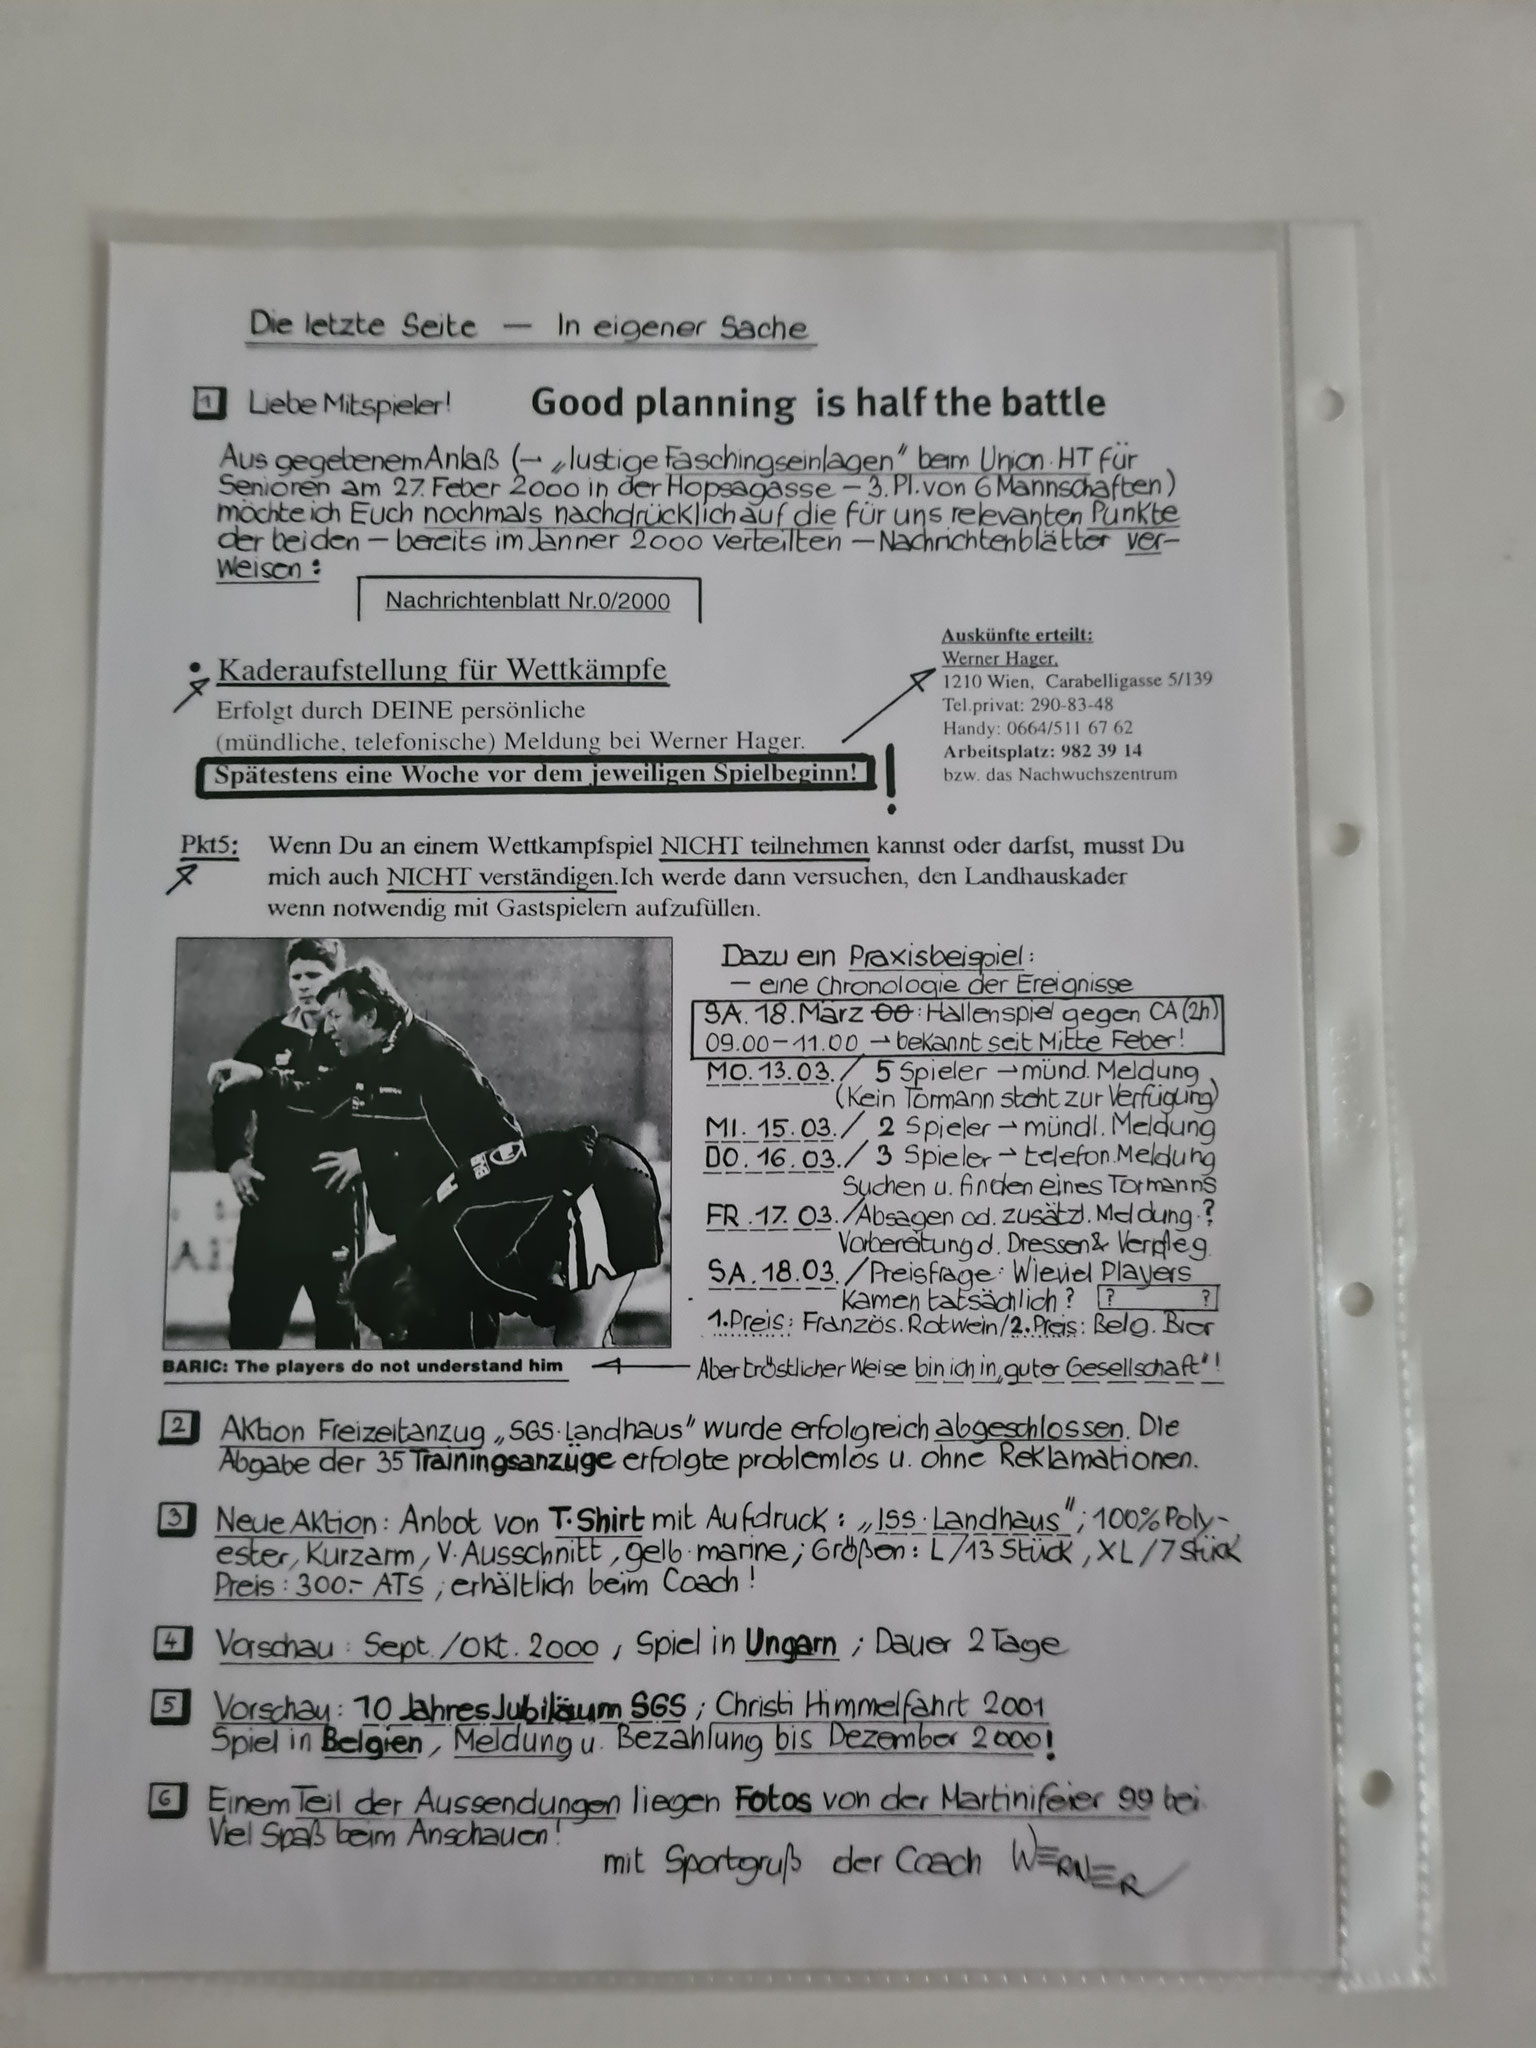 Die letzte Seite — In eigener Sache
1 Liebe Mitspieler! Good planning is half the battle
Aus gegebenem Anlaß (→ „lustige Faschingseinlagen" beim Union·HT für
Senioren am 27. Feber 2000 in der Hopsagasse – 3. Pl. von 6 Mannschaften)
möchte ich Euch nochmals nachdrücklich auf die für uns relevanten Punkte
der beiden – bereits im Jänner 2000 verteilten – Nachrichtenblätter ver-
weisen:
Nachrichtenblatt Nr.0/2000
• Kaderaufstellung für Wettkämpfe
Erfolgt durch DEINE persönliche
(mündliche, telefonische) Meldung bei Werner Hager.
Spätestens eine Woche vor dem jeweiligen Spielbeginn! !
Auskünfte erteilt:
Werner Hager,
1210 Wien, Carabelligasse 5/139
Tel.privat: 290-83-48
Handy: 0664/511 67 62
Arbeitsplatz: 982 39 14
bzw. das Nachwuchszentrum
Pkt5: Wenn Du an einem Wettkampfspiel NICHT teilnehmen kannst oder darfst, musst Du
mich auch NICHT verständigen.Ich werde dann versuchen, den Landhauskader
wenn notwendig mit Gastspielern aufzufüllen.
Dazu ein Praxisbeispiel:
– eine Chronologie der Ereignisse
SA. 18. März 00: Hallenspiel gegen CA (2h)
09.00–11.00 → bekannt seit Mitte Feber!
MO. 13.03./ 5 Spieler → münd. Meldung
(Kein Tormann steht zur Verfügung)
MI. 15.03./ 2 Spieler → mündl. Meldung
DO. 16.03./ 3 Spieler → telefon. Meldung
Suchen u. finden eines Tormanns
FR. 17.03./Absagen od. zusätzl. Meldung?
Vorbereitung d. Dressen & Verpfleg.
SA. 18.03./Preisfrage: Wieviel Players
kamen tatsächlich? ? ?
1. Preis: Französ. Rotwein/2. Preis: Belg. Bier
BARIC: The players do not understand him ← Aber tröstlicher Weise bin ich in „guter Gesellschaft"!
2 Aktion Freizeitanzug „SGS·Landhaus" wurde erfolgreich abgeschlossen. Die
Abgabe der 35 Trainingsanzüge erfolgte problemlos u. ohne Reklamationen.
3 Neue Aktion: Anbot von T·Shirt mit Aufdruck: „ISS·Landhaus"; 100% Poly-
ester, Kurzarm, V·Ausschnitt, gelb·marine; Größen: L/13 Stück, XL/7 Stück
Preis: 300.- ATS ; erhältlich beim Coach!
4 Vorschau: Sept./Okt. 2000, Spiel in Ungarn ; Dauer 2 Tage
5 Vorschau: 10 Jahres Jubiläum SGS ; Christi Himmelfahrt 2001
Spiel in Belgien, Meldung u. Bezahlung bis Dezember 2000!
6 Einem Teil der Aussendungen liegen Fotos von der Martinifeier 99 bei.
Viel Spaß beim Anschauen!
mit Sportgruß der Coach WERNER